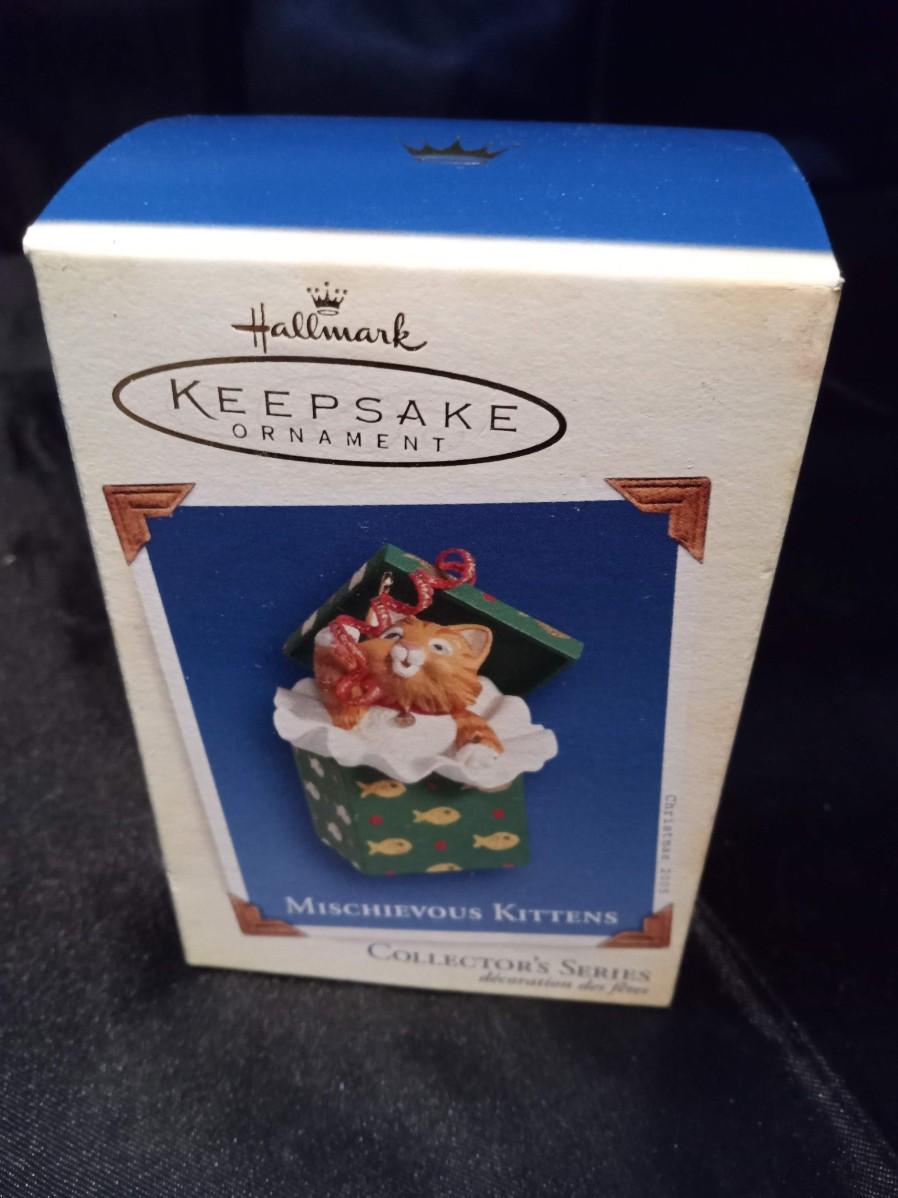 Hallmark
KEEPSAKE
ORNAMENT
Christmas 2005
MISCHIEVOUS KITTENS
COLLECTOR'S SERIES
décoration des fêtes